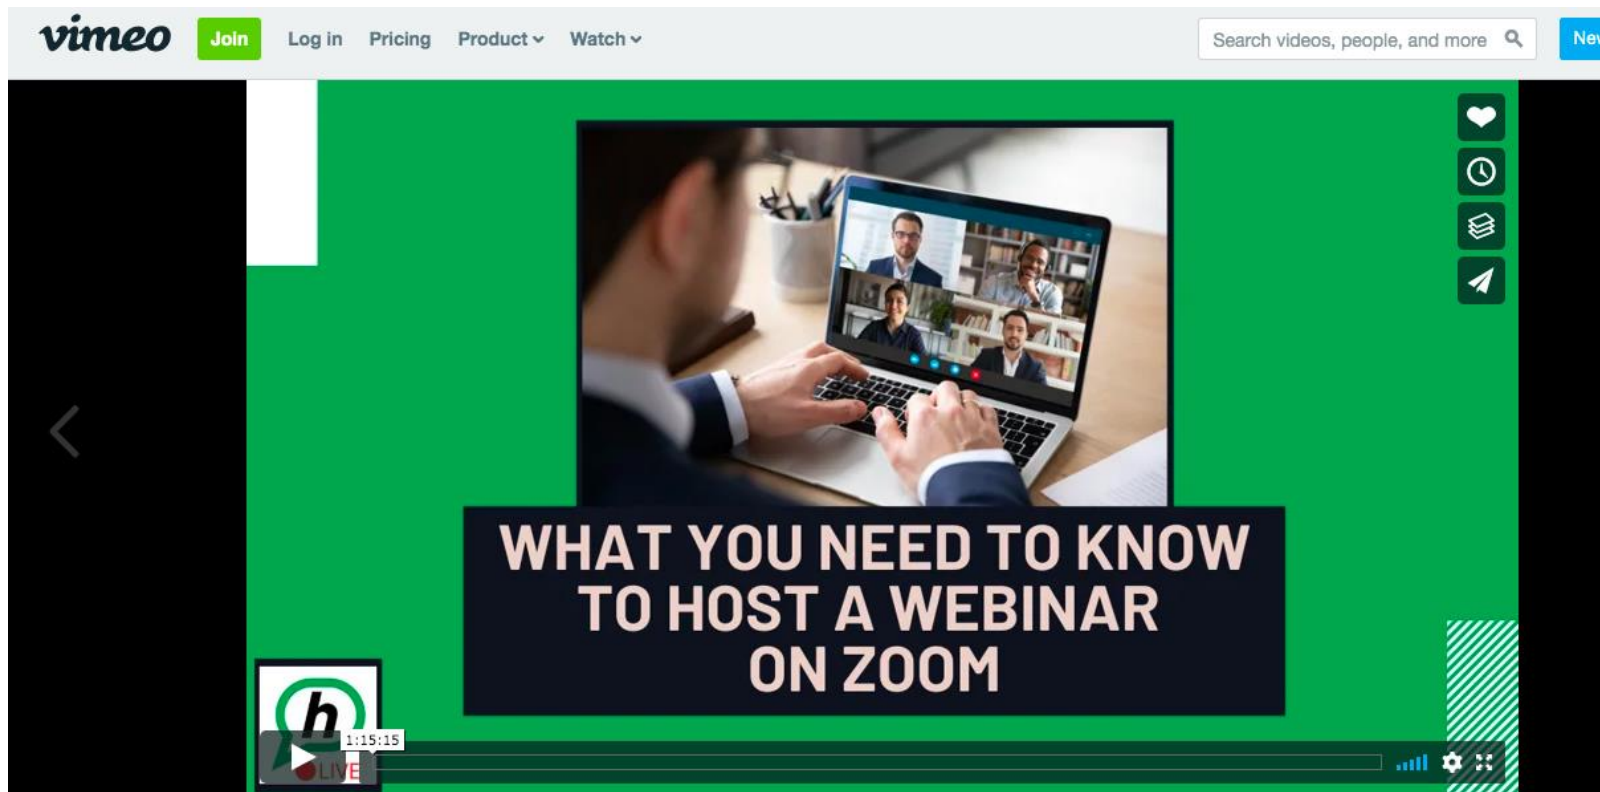 vimeo
Join
Log in
Pricing
Product
Watch
Search videos, people, and more
WHAT YOU NEED TO KNOW
TO HOST A WEBINAR
ON ZOOM
h
1:15:15
LIVE